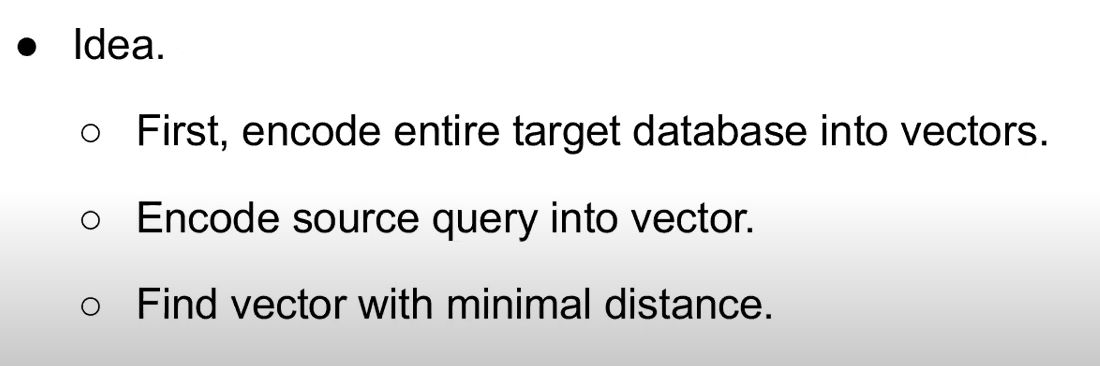 ● Idea.
○ First, encode entire target database into vectors.
○ Encode source query into vector.
○ Find vector with minimal distance.